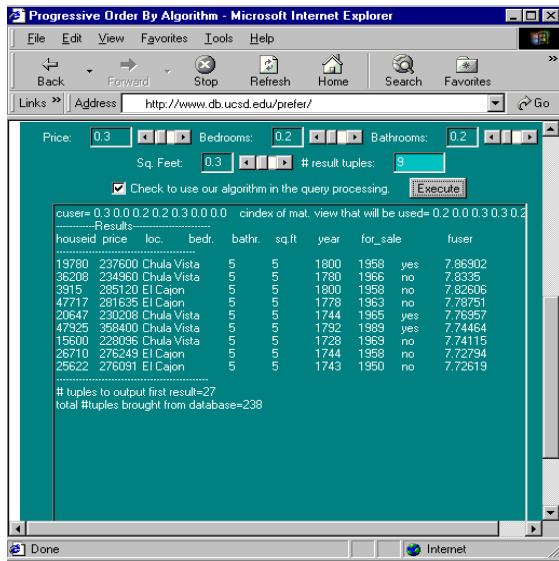 Progressive Order By Algorithm - Microsoft Internet Explorer
File Edit View Favorites Tools Help
Back Forward Stop Refresh Home Search Favorites »
Links » Address http://www.db.ucsd.edu/prefer/ Go
Price: 0.3 Bedrooms: 0.2 Bathrooms: 0.2
Sq. Feet: 0.3 # result tuples: 9
Check to use our algorithm in the query processing. Execute
cuser= 0.3 0.0 0.2 0.2 0.3 0.0 0.0 cindex of mat. view that will be used= 0.2 0.0 0.3 0.3 0.2
-----------Results-----------------------
houseid price loc. bedr. bathr. sq.ft year for_sale fuser
----------------------------------------
19780 237600 Chula Vista 5 5 1800 1958 yes 7.86902
36208 234960 Chula Vista 5 5 1780 1966 no 7.8335
3915 285120 El Cajon 5 5 1800 1958 no 7.82606
47717 281635 El Cajon 5 5 1778 1963 no 7.78751
20647 230208 Chula Vista 5 5 1744 1965 yes 7.76957
47925 358400 Chula Vista 5 5 1792 1989 yes 7.74464
15600 228096 Chula Vista 5 5 1728 1969 no 7.74115
26710 276249 El Cajon 5 5 1744 1958 no 7.72794
25622 276091 El Cajon 5 5 1743 1950 no 7.72619
--------------------------------------------
# tuples to output first result=27
total #tuples brought from database=238
Done Internet